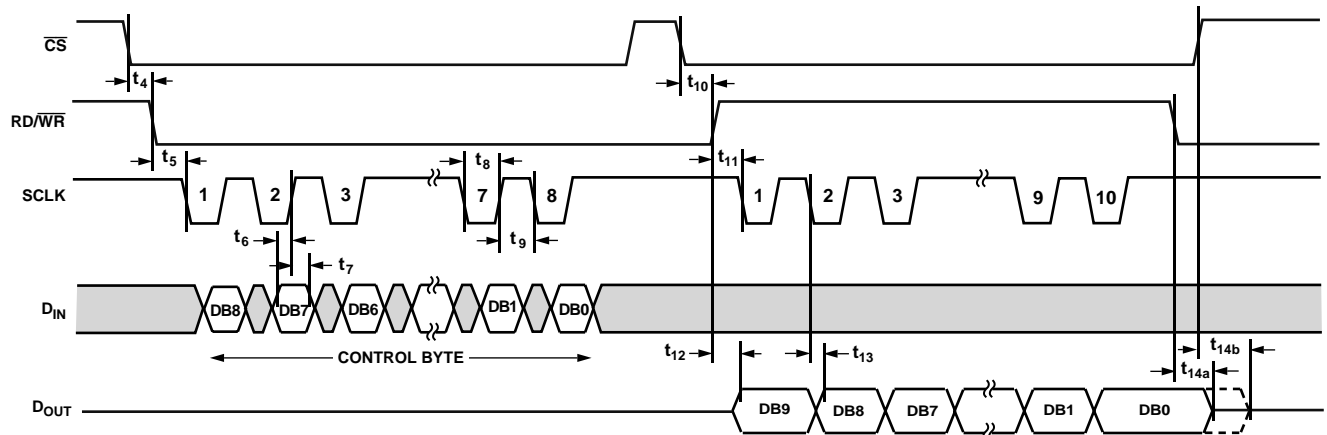 CS
t4
t10
RD/WR
t5
t8
t11
SCLK
1 2 3 7 8 1 2 3 9 10
t6
t9
t7
DIN
DB8 DB7 DB6 DB1 DB0
CONTROL BYTE
t12
t13
t14b
t14a
DOUT
DB9 DB8 DB7 DB1 DB0